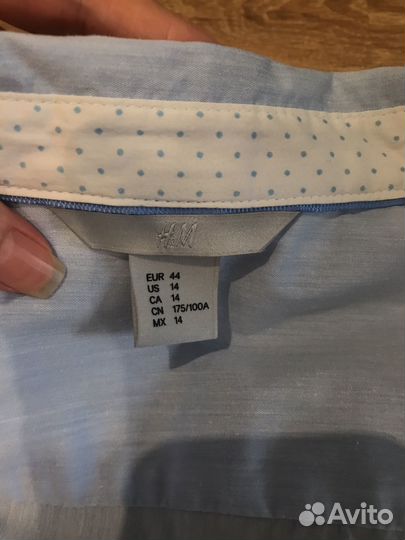 H&M
EUR 44
US 14
CA 14
CN 175/100A
MX 14
Avito